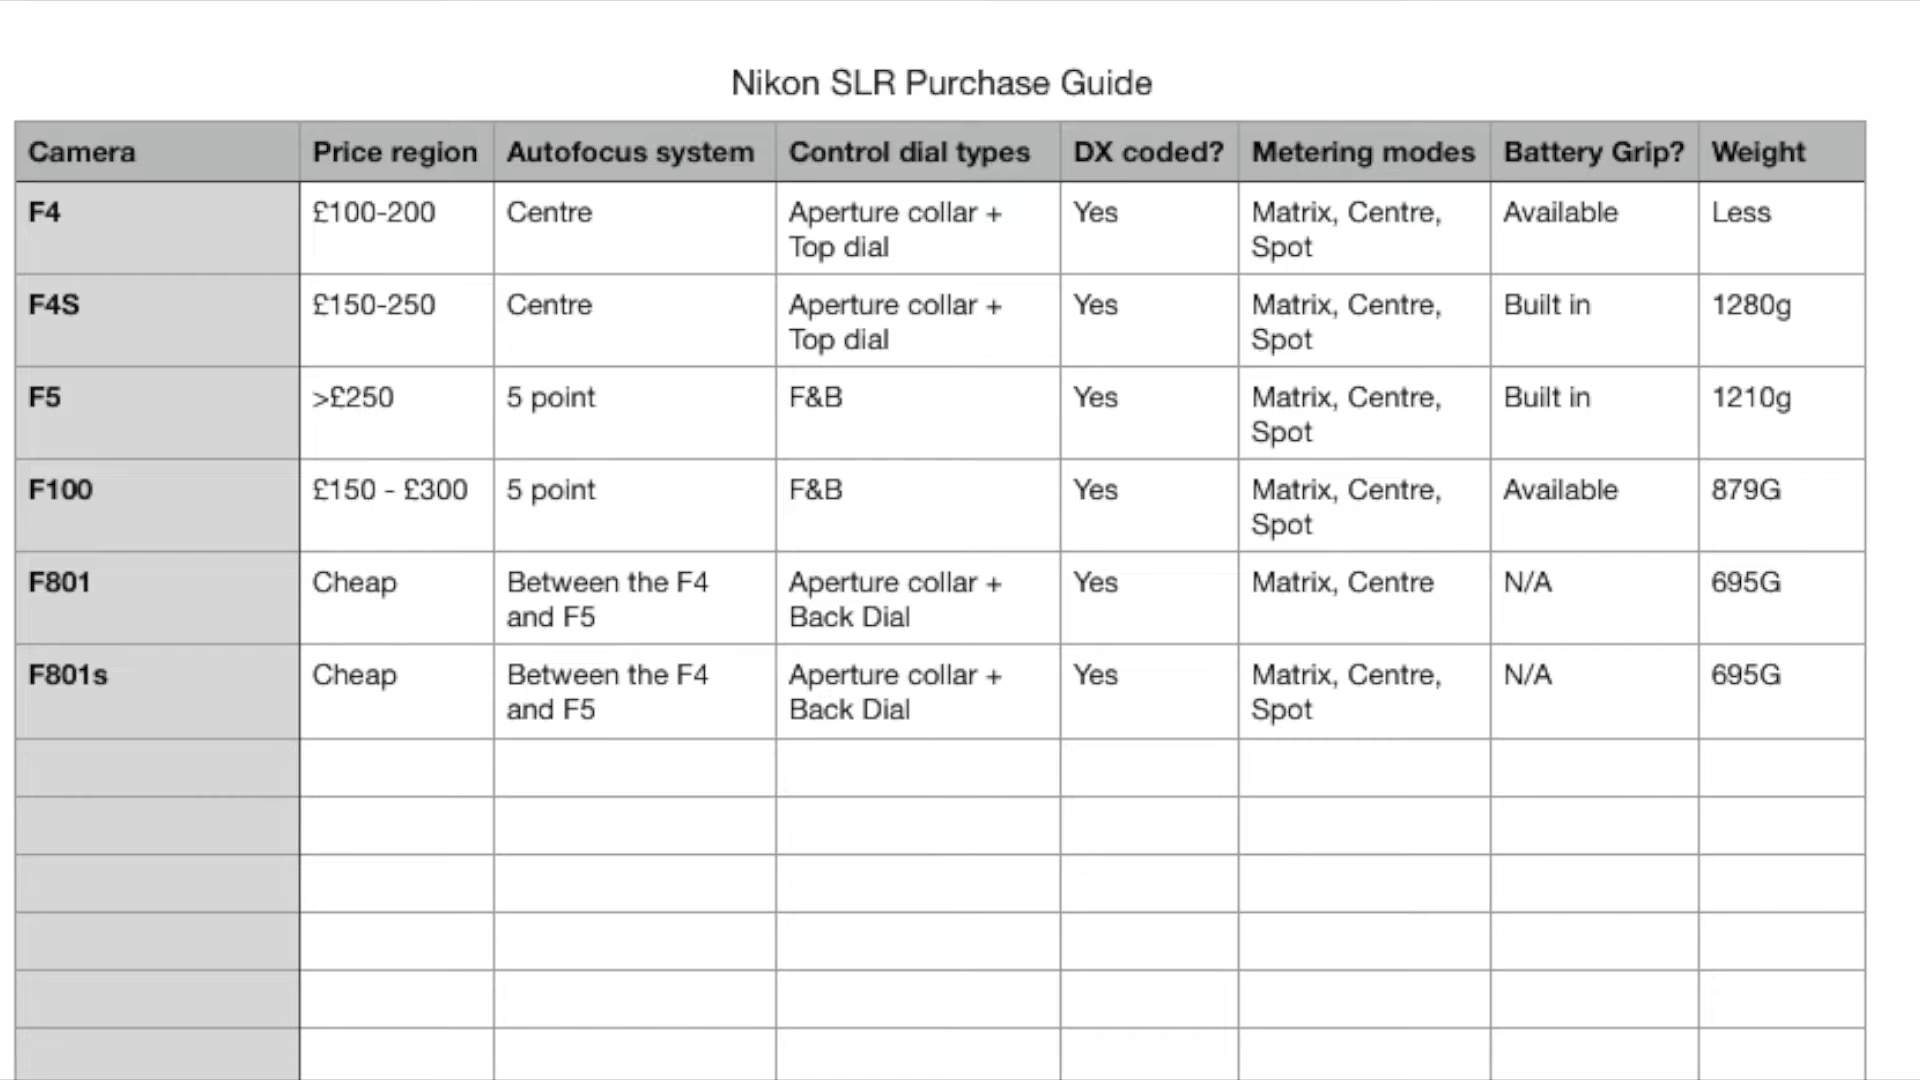 Nikon SLR Purchase Guide
Camera Price region Autofocus system Control dial types DX coded? Metering modes Battery Grip? Weight
F4 £100-200 Centre Aperture collar + Yes Matrix, Centre, Available Less
Top dial Spot
F4S £150-250 Centre Aperture collar + Yes Matrix, Centre, Built in 1280g
Top dial Spot
F5 >£250 5 point F&B Yes Matrix, Centre, Built in 1210g
Spot
F100 £150 - £300 5 point F&B Yes Matrix, Centre, Available 879G
Spot
F801 Cheap Between the F4 Aperture collar + Yes Matrix, Centre N/A 695G
and F5 Back Dial
F801s Cheap Between the F4 Aperture collar + Yes Matrix, Centre, N/A 695G
and F5 Back Dial Spot